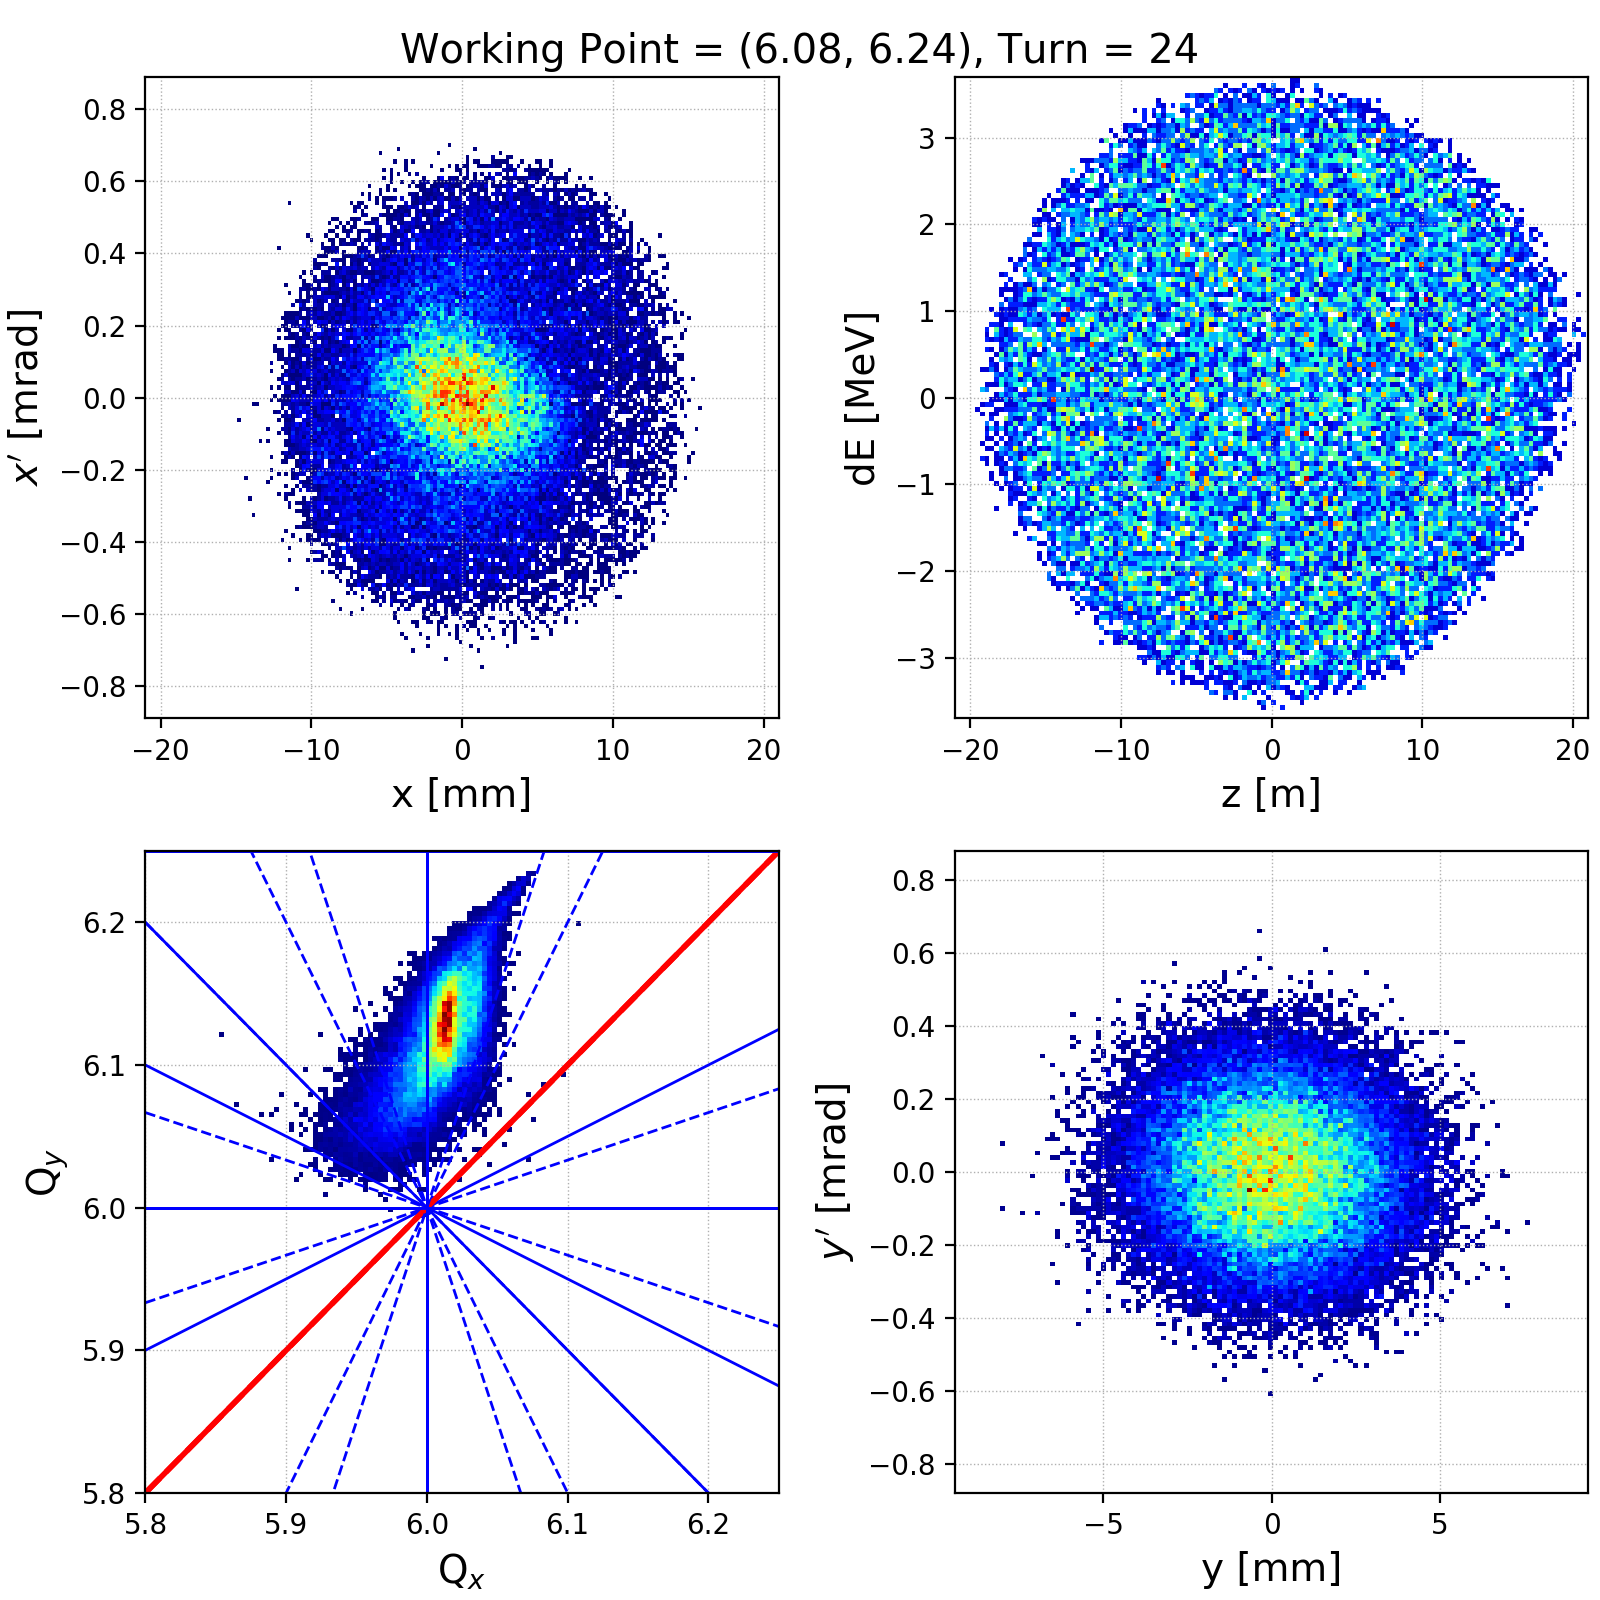 Working Point = (6.08, 6.24), Turn = 24
0.8
0.6
0.4
0.2
0.0
−0.2
−0.4
−0.6
−0.8
x′ [mrad]
−20 −10 0 10 20
x [mm]
3
2
1
0
−1
−2
−3
dE [MeV]
−20 −10 0 10 20
z [m]
6.2
6.1
6.0
5.9
5.8
Qy
5.8 5.9 6.0 6.1 6.2
Qx
0.8
0.6
0.4
0.2
0.0
−0.2
−0.4
−0.6
−0.8
y′ [mrad]
−5 0 5
y [mm]